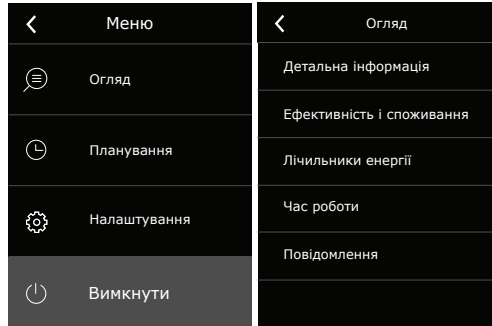 Меню
Огляд
Планування
Налаштування
Вимкнути
Огляд
Детальна інформація
Ефективність і споживання
Лічильники енергії
Час роботи
Повідомлення